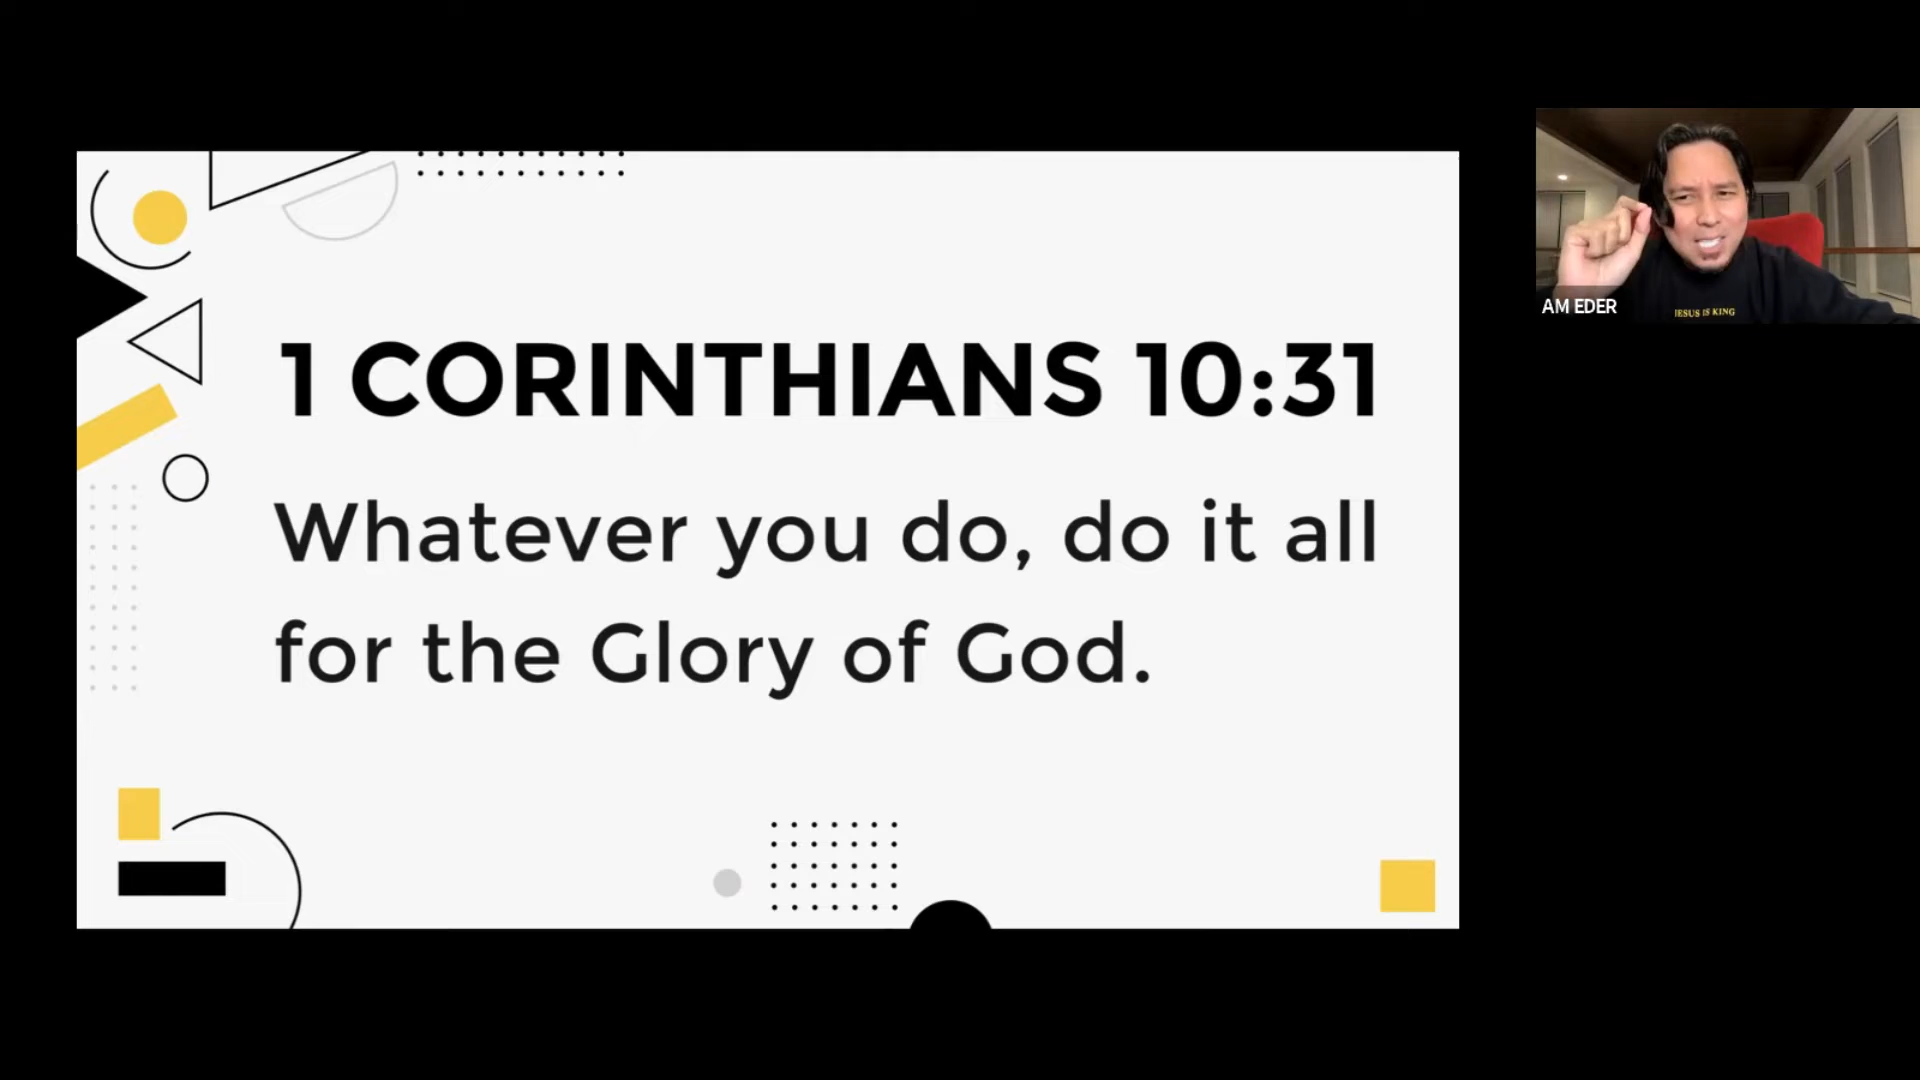 1 CORINTHIANS 10:31
Whatever you do, do it all
for the Glory of God.
AM EDER
JESUS IS KING